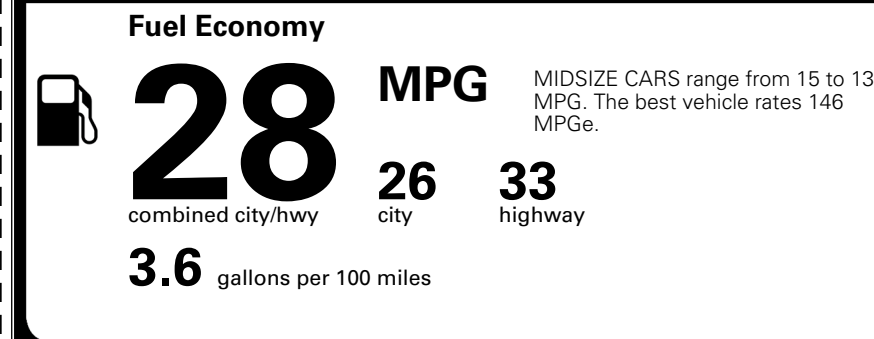 Fuel Economy
28
MPG
MIDSIZE CARS range from 15 to 13
MPG. The best vehicle rates 146
MPGe.
26
33
combined city/hwy
city
highway
3.6 gallons per 100 miles